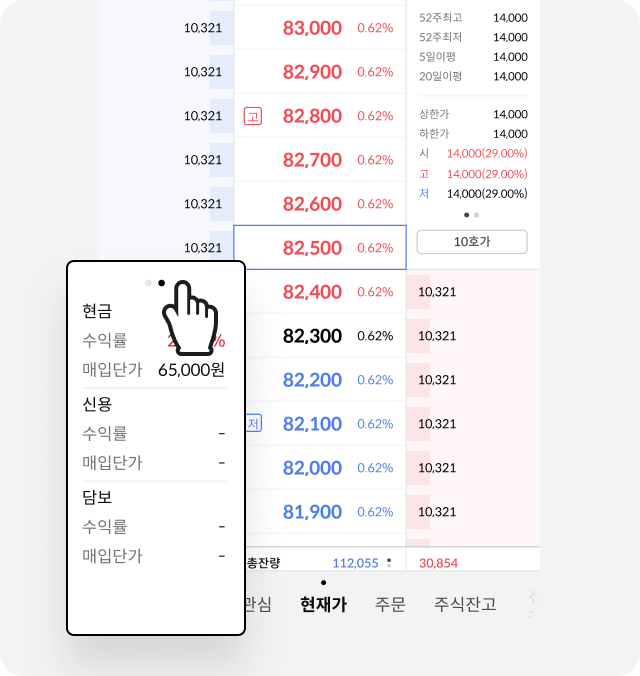 83,000 0.62% 52주최고 14,000
10,321
52주최저 14,000
5일이평 14,000
10,321 82,900 0.62% 20일이평 14,000
10,321 고 82,800 0.62% 상한가 14,000
하한가 14,000
10,321 82,700 0.62% 시 14,000(29.00%)
고 14,000(29.00%)
10,321 82,600 0.62% 저 14,000(29.00%)
10,321 82,500 0.62% 10호가
82,400 0.62% 10,321
현금
82,300 0.62% 10,321
수익률 %
매입단가 65,000원
82,200 0.62% 10,321
신용
저 82,100 0.62% 10,321
수익률 -
매입단가 -
82,000 0.62% 10,321
담보
81,900 0.62% 10,321
수익률 -
매입단가 -
총잔량 112,055 30,854
관심 현재가 주문 주식잔고